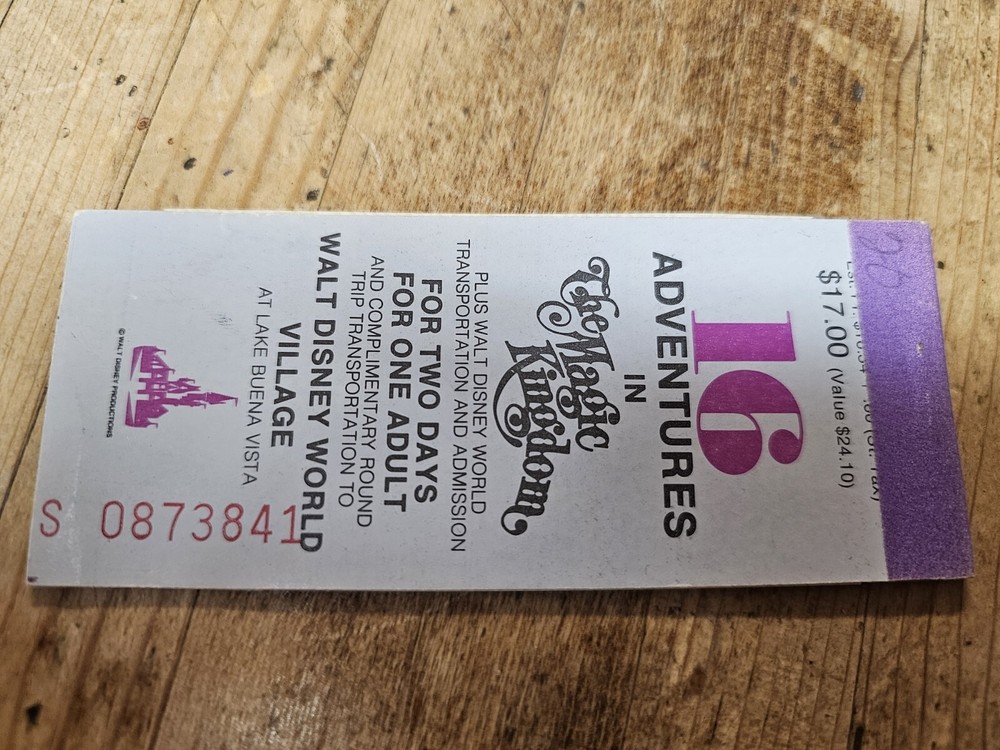 20
$17.00 (Value $24.10)
16
ADVENTURES
IN
The Magic
Kingdom
PLUS WALT DISNEY WORLD
TRANSPORTATION AND ADMISSION
FOR TWO DAYS
FOR ONE ADULT
AND COMPLIMENTARY ROUND
TRIP TRANSPORTATION TO
WALT DISNEY WORLD
VILLAGE
AT LAKE BUENA VISTA
© WALT DISNEY PRODUCTIONS
S 0873841